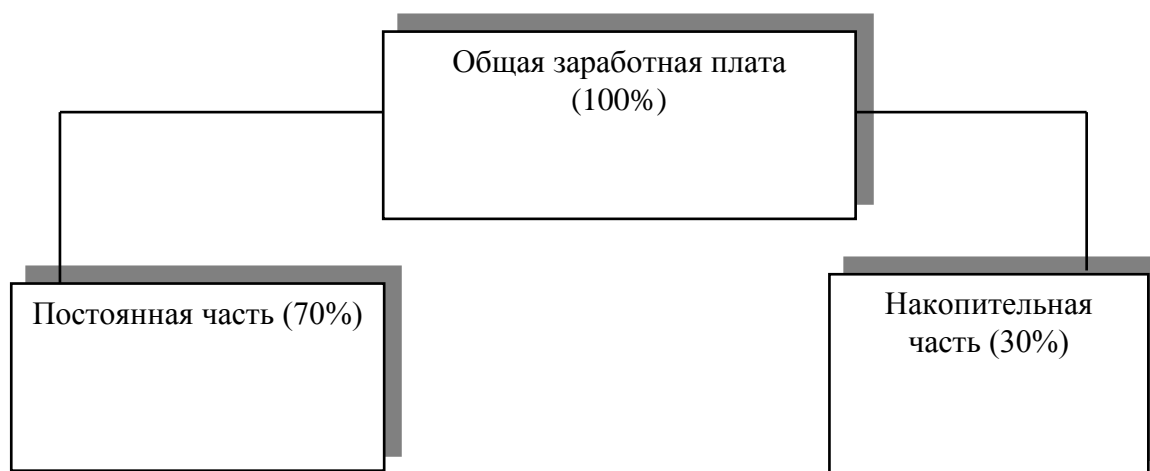 Общая заработная плата
(100%)
Постоянная часть (70%)
Накопительная
часть (30%)